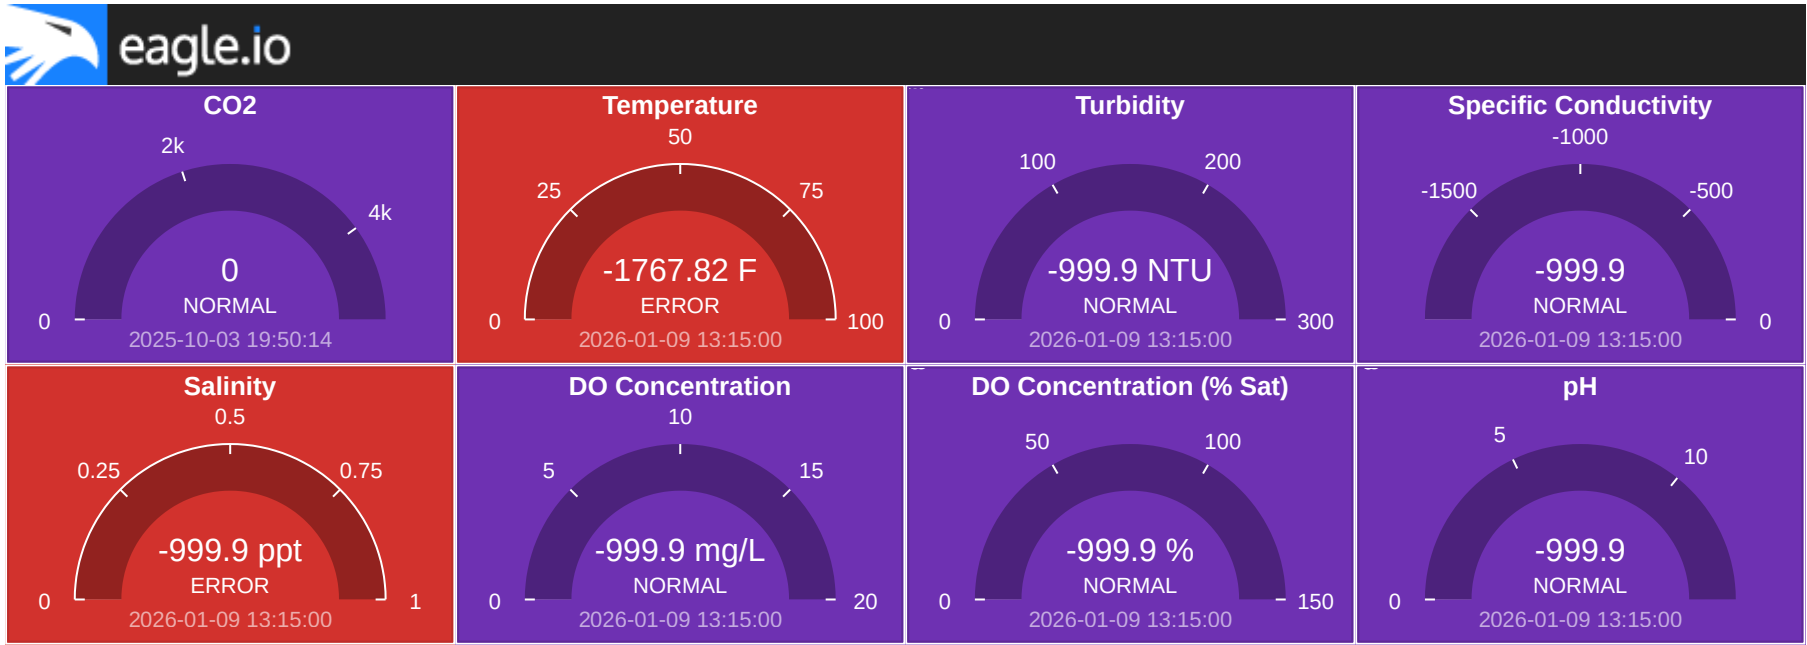 eagle.io
CO2
2k
4k
0
0
NORMAL
2025-10-03 19:50:14
Temperature
50
25
75
-1767.82 F
ERROR
0
100
2026-01-09 13:15:00
Turbidity
100
200
-999.9 NTU
NORMAL
0
300
2026-01-09 13:15:00
Specific Conductivity
-1000
-1500
-500
-999.9
NORMAL
0
2026-01-09 13:15:00
Salinity
0.5
0.25
0.75
-999.9 ppt
ERROR
0
1
2026-01-09 13:15:00
DO Concentration
10
5
15
-999.9 mg/L
NORMAL
0
20
2026-01-09 13:15:00
DO Concentration (% Sat)
50
100
-999.9 %
NORMAL
0
150
2026-01-09 13:15:00
pH
5
10
-999.9
NORMAL
0
2026-01-09 13:15:00